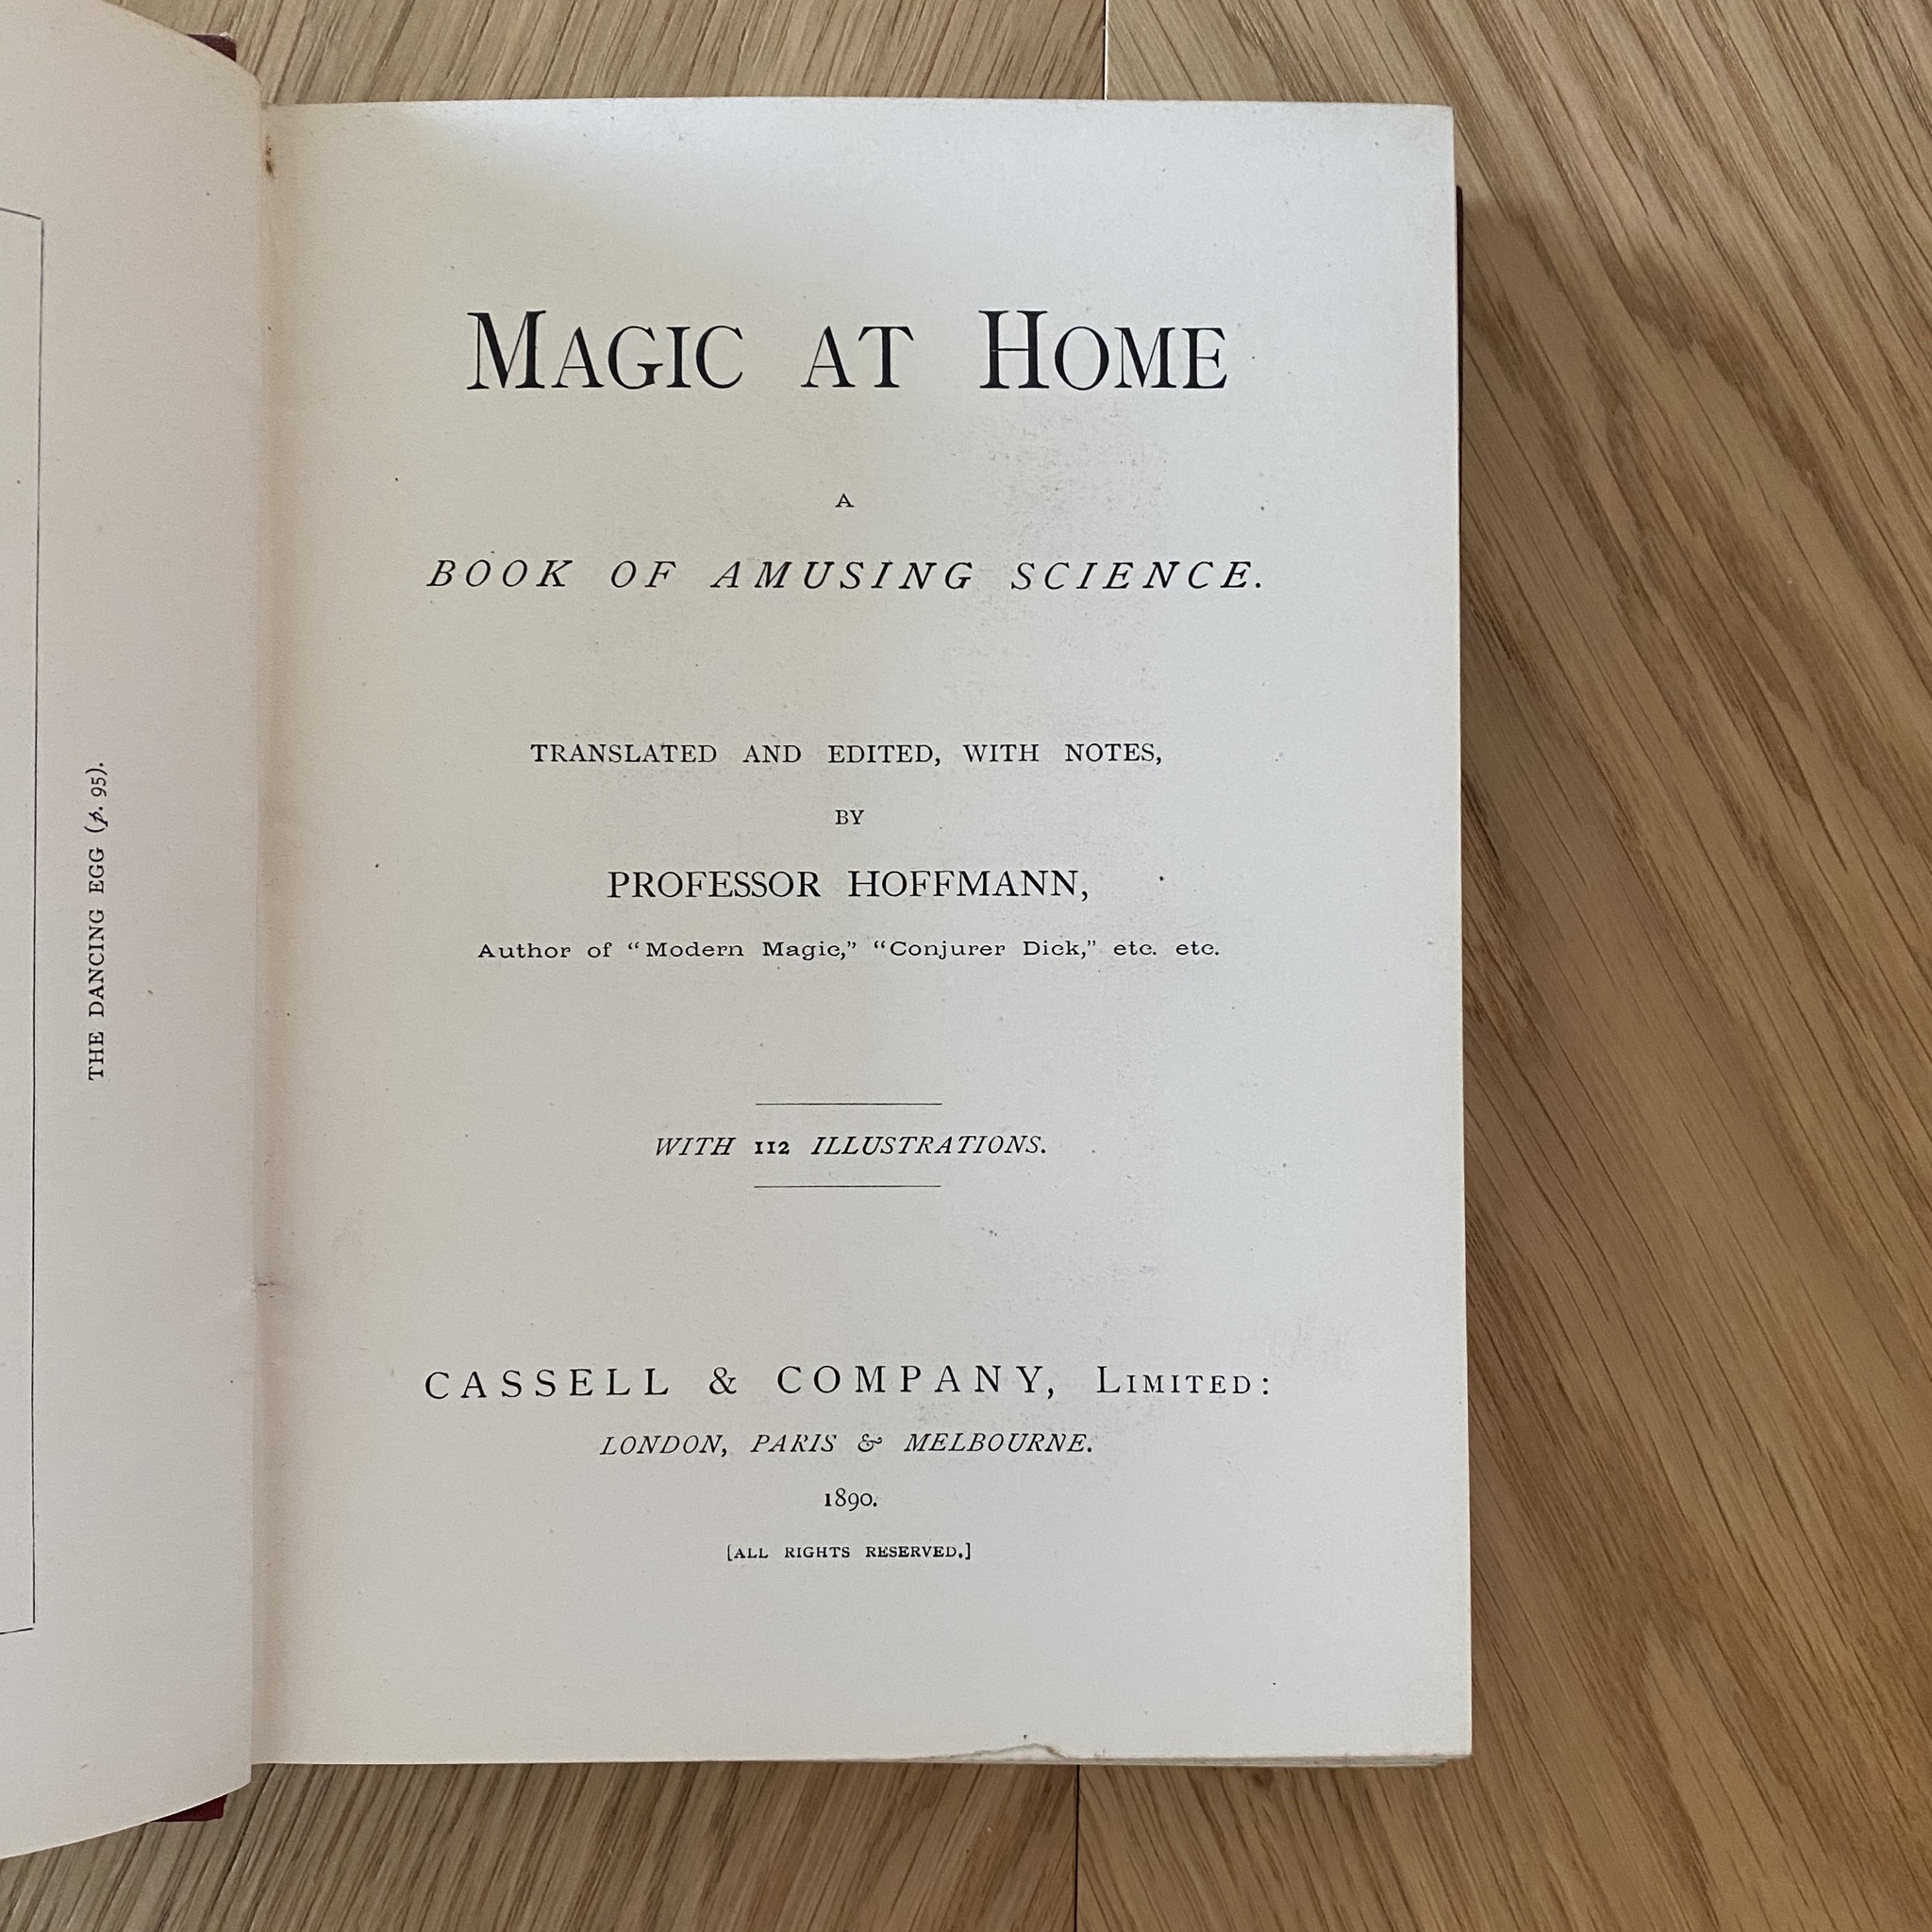 THE DANCING EGG (p. 95).
MAGIC AT HOME
A
BOOK OF AMUSING SCIENCE.
TRANSLATED AND EDITED, WITH NOTES,
BY
PROFESSOR HOFFMANN,
Author of “Modern Magic,” “Conjurer Dick,” etc. etc.
WITH 112 ILLUSTRATIONS.
CASSELL & COMPANY, LIMITED:
LONDON, PARIS & MELBOURNE.
1890.
[ALL RIGHTS RESERVED.]